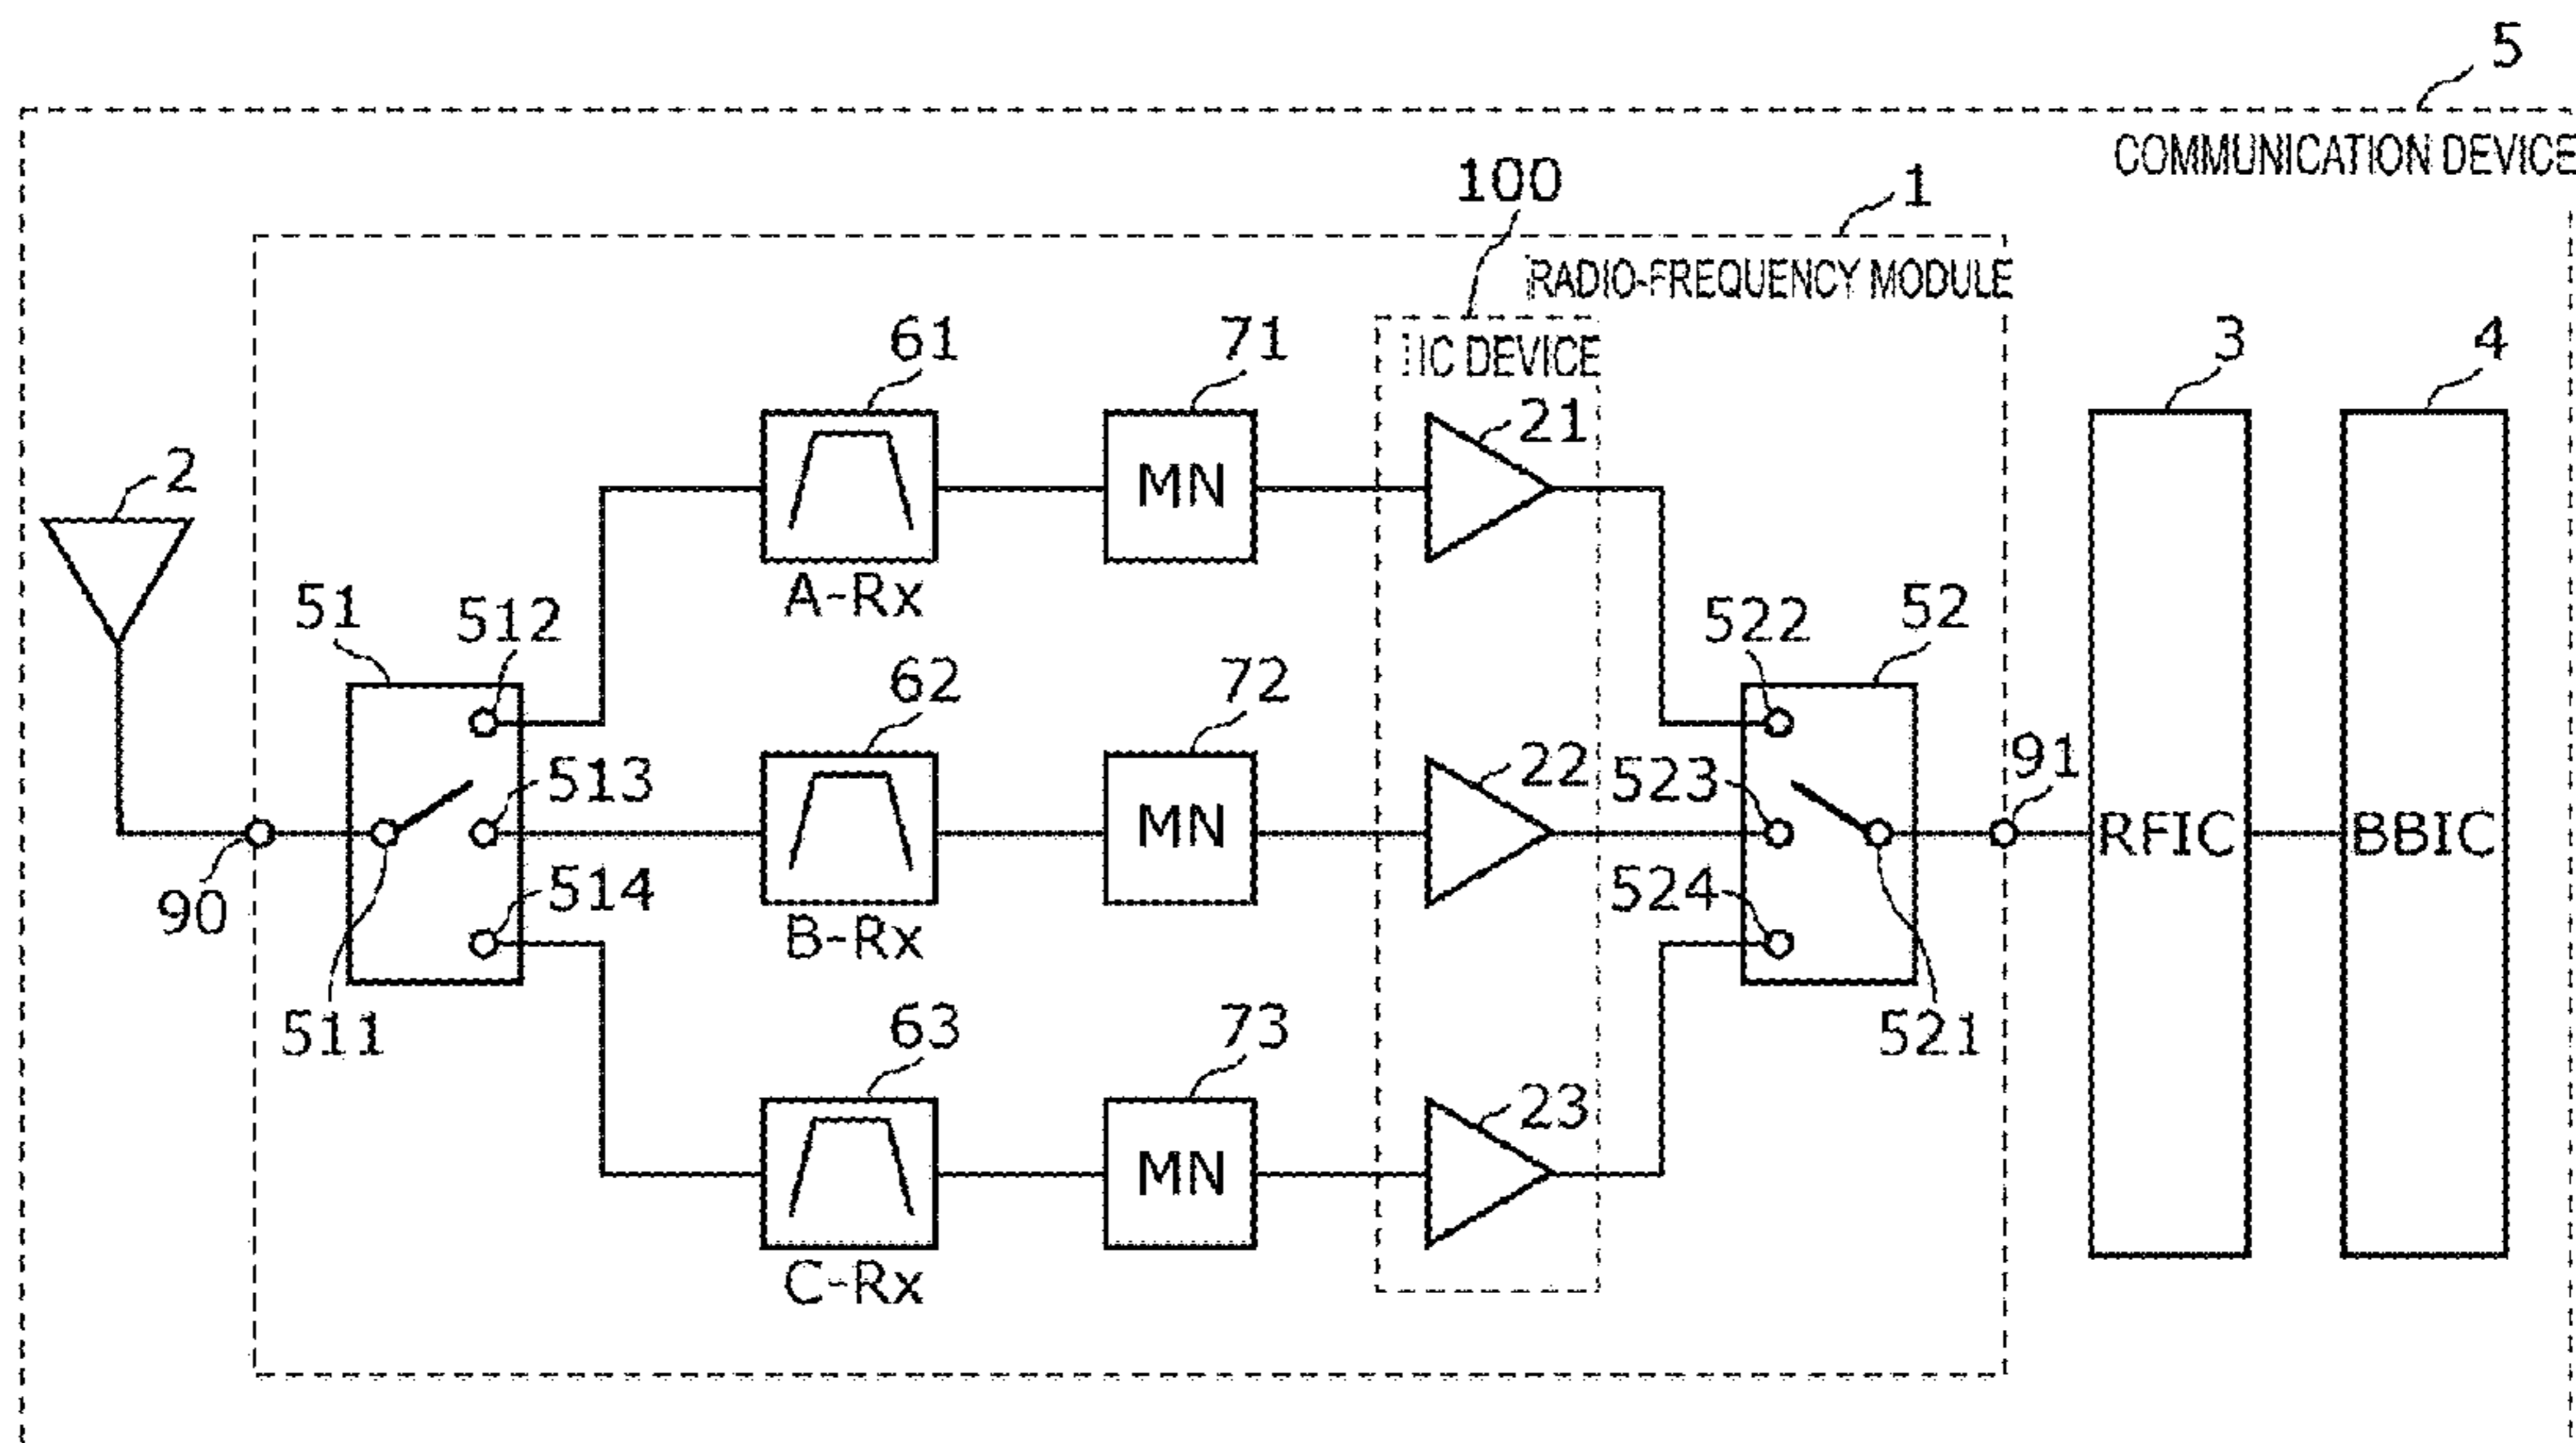 5
COMMUNICATION DEVICE
100
1
RADIO-FREQUENCY MODULE
IC DEVICE
61
71
3
4
21
2
MN
A-Rx
51
512
522
52
62
72
22
91
513
523
MN
RFIC
BBIC
90
514
524
B-Rx
511
521
63
73
23
MN
C-Rx